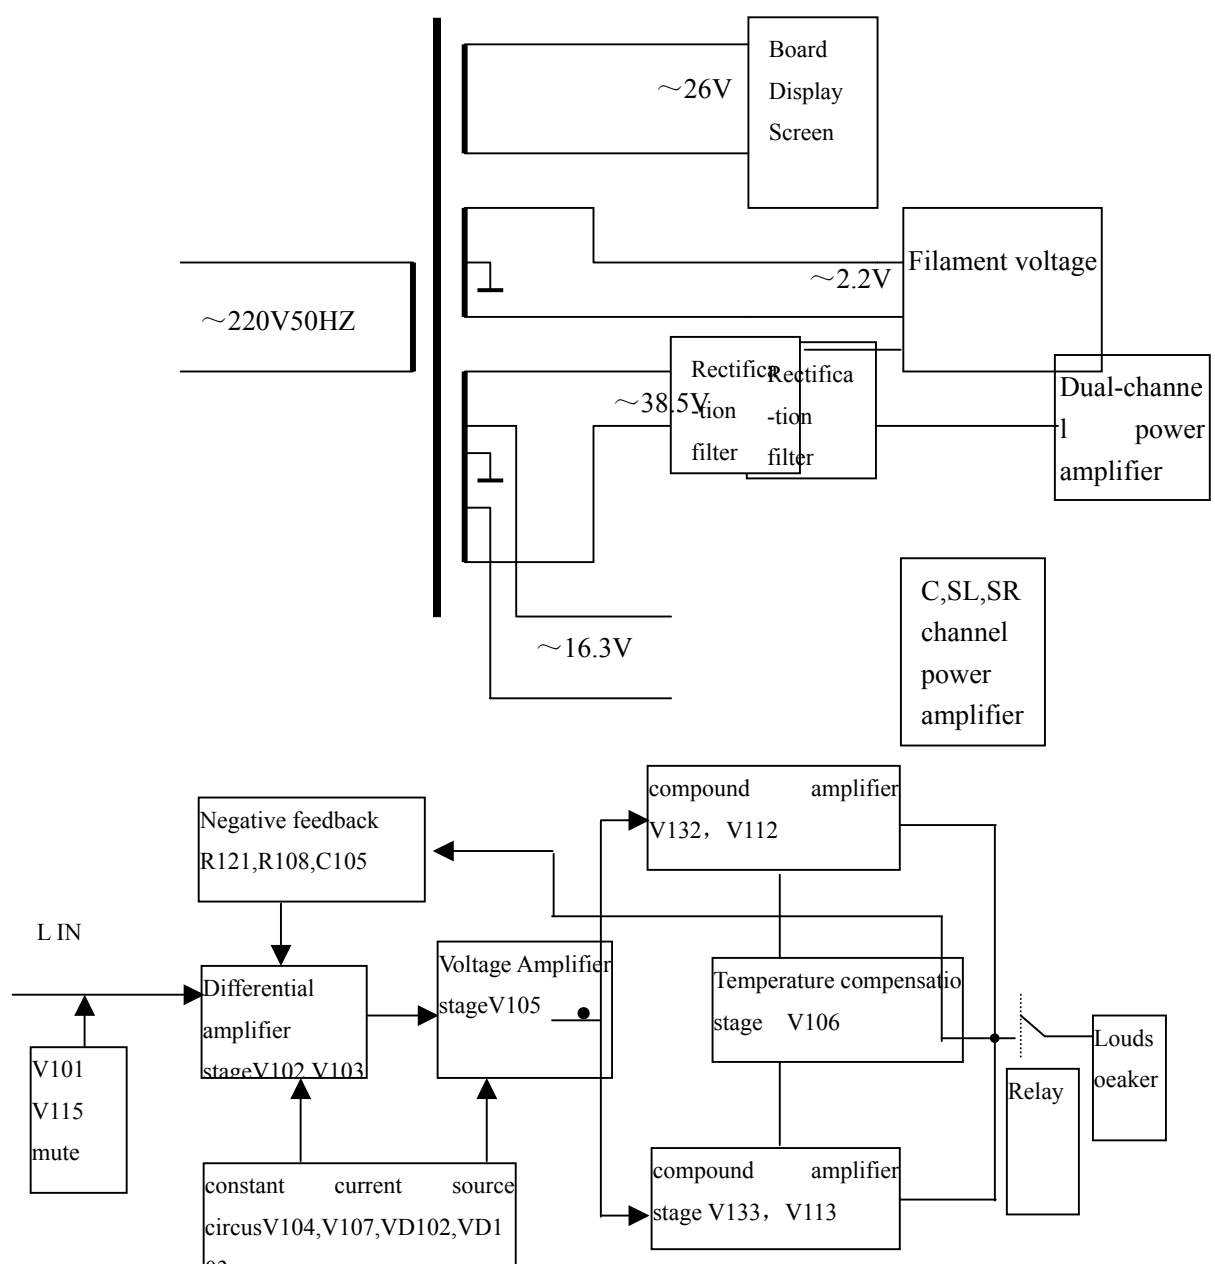 Board
Display
Screen
～26V
Filament voltage
～2.2V
～220V50HZ
Rectifica
-tion
filter
Rectifica
-tion
filter
～38.5V
Dual-channe
l power
amplifier
C,SL,SR
channel
power
amplifier
～16.3V
compound amplifier
V132，V112
Negative feedback
R121,R108,C105
L IN
Voltage Amplifier
stageV105
Differential
amplifier
stageV102,V103
Temperature compensatio
stage V106
V101
V115
mute
Louds
peaker
Relay
compound amplifier
stage V133，V113
constant current source
circusV104,V107,VD102,VD1
03